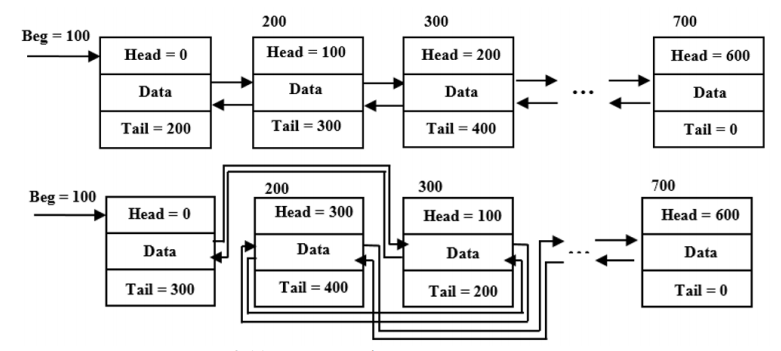 Beg = 100
200
300
700
Head = 0
Head = 100
Head = 200
Head = 600
Data
Data
Data
...
Data
Tail = 200
Tail = 300
Tail = 400
Tail = 0
Beg = 100
200
300
700
Head = 0
Head = 300
Head = 100
Head = 600
Data
Data
Data
...
Data
Tail = 300
Tail = 400
Tail = 200
Tail = 0